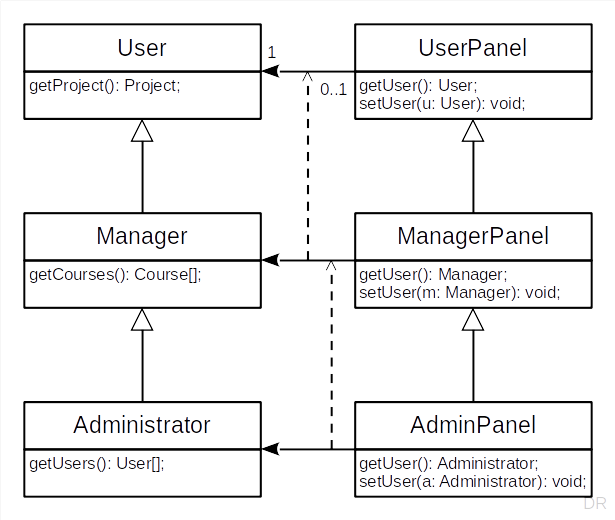 User
getProject(): Project;
1
0..1
UserPanel
getUser(): User;
setUser(u: User): void;
Manager
getCourses(): Course[];
ManagerPanel
getUser(): Manager;
setUser(m: Manager): void;
Administrator
getUsers(): User[];
AdminPanel
getUser(): Administrator;
setUser(a: Administrator): void;
DR